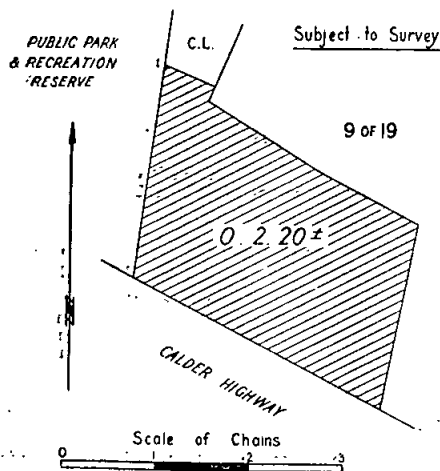 PUBLIC PARK
& RECREATION
RESERVE
C.L.
Subject to Survey
9 OF 19
0. 2. 20 ±
CALDER HIGHWAY
Scale of Chains
0 1 2 3